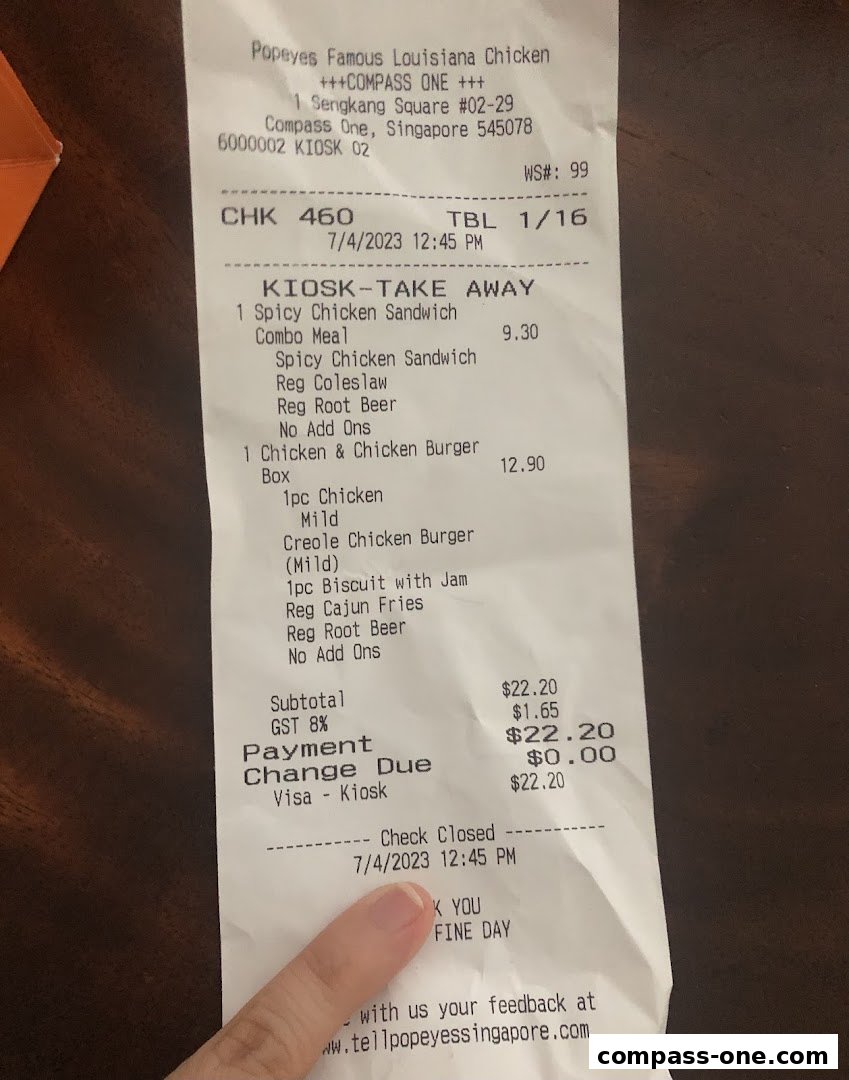 Popeyes Famous Louisiana Chicken
+++COMPASS ONE +++
1 Sengkang Square #02-29
Compass One, Singapore 545078
6000002 KIOSK 02
WS#: 99
CHK 460 TBL 1/16
7/4/2023 12:45 PM
KIOSK-TAKE AWAY
1 Spicy Chicken Sandwich
Combo Meal 9.30
Spicy Chicken Sandwich
Reg Coleslaw
Reg Root Beer
No Add Ons
1 Chicken & Chicken Burger
Box 12.90
1pc Chicken
Mild
Creole Chicken Burger
(Mild)
1pc Biscuit with Jam
Reg Cajun Fries
Reg Root Beer
No Add Ons
Subtotal $22.20
GST 8% $1.65
Payment $22.20
Change Due $0.00
Visa - Kiosk $22.20
----------- Check Closed -----------
7/4/2023 12:45 PM
K YOU
FINE DAY
with us your feedback at
w.tellpopeyessingapore.com
compass-one.com